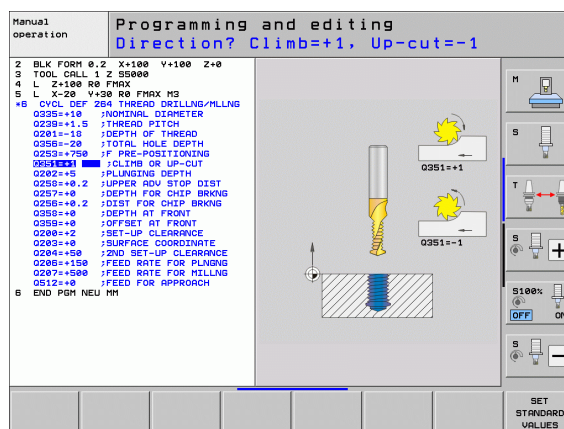 Manual
operation
Programming and editing
Direction? Climb=+1, Up-cut=-1
2 BLK FORM 0.2 X+100 Y+100 Z+0
3 TOOL CALL 1 Z S5000
4 L Z+100 R0 FMAX
5 L X-20 Y+30 R0 FMAX M3
*6 CYCL DEF 264 THREAD DRILLNG/MLLNG
Q335=+10 ;NOMINAL DIAMETER
Q239=+1.5 ;THREAD PITCH
Q201=-18 ;DEPTH OF THREAD
Q356=-20 ;TOTAL HOLE DEPTH
Q253=+750 ;F PRE-POSITIONING
Q351=+1 ;CLIMB OR UP-CUT
Q202=+5 ;PLUNGING DEPTH
Q258=+0.2 ;UPPER ADV STOP DIST
Q257=+0 ;DEPTH FOR CHIP BRKNG
Q256=+0.2 ;DIST FOR CHIP BRKNG
Q358=+0 ;DEPTH AT FRONT
Q359=+0 ;OFFSET AT FRONT
Q200=+2 ;SET-UP CLEARANCE
Q203=+0 ;SURFACE COORDINATE
Q204=+50 ;2ND SET-UP CLEARANCE
Q206=+150 ;FEED RATE FOR PLNGNG
Q207=+500 ;FEED RATE FOR MILLNG
Q512=+0 ;FEED FOR APPROACH
6 END PGM NEU MM
Q351=+1
Q351=-1
M
S
T
S
+
S100%
OFF ON
S
-
SET
STANDARD
VALUES